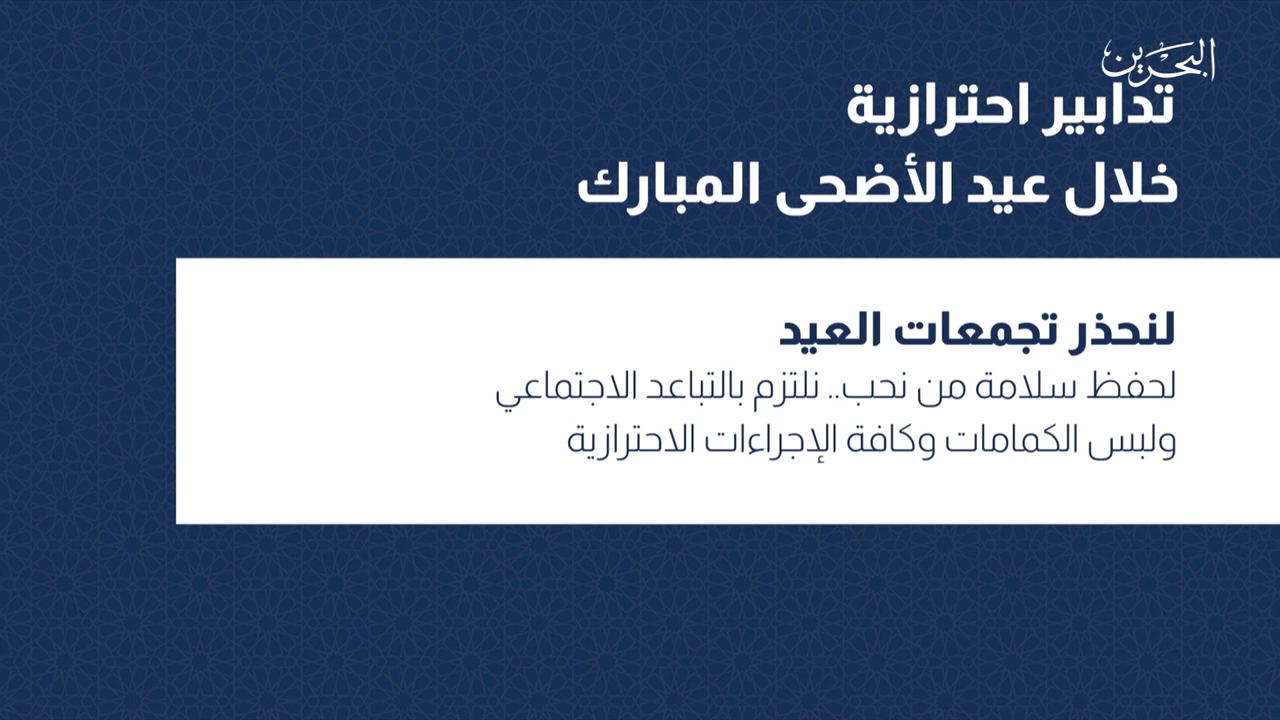 البحرين
تدابير احترازية
خلال عيد الأضحى المبارك
لنحذر تجمعات العيد
لحفظ سلامة من نحب.. نلتزم بالتباعد الاجتماعي
ولبس الكمامات وكافة الإجراءات الاحترازية